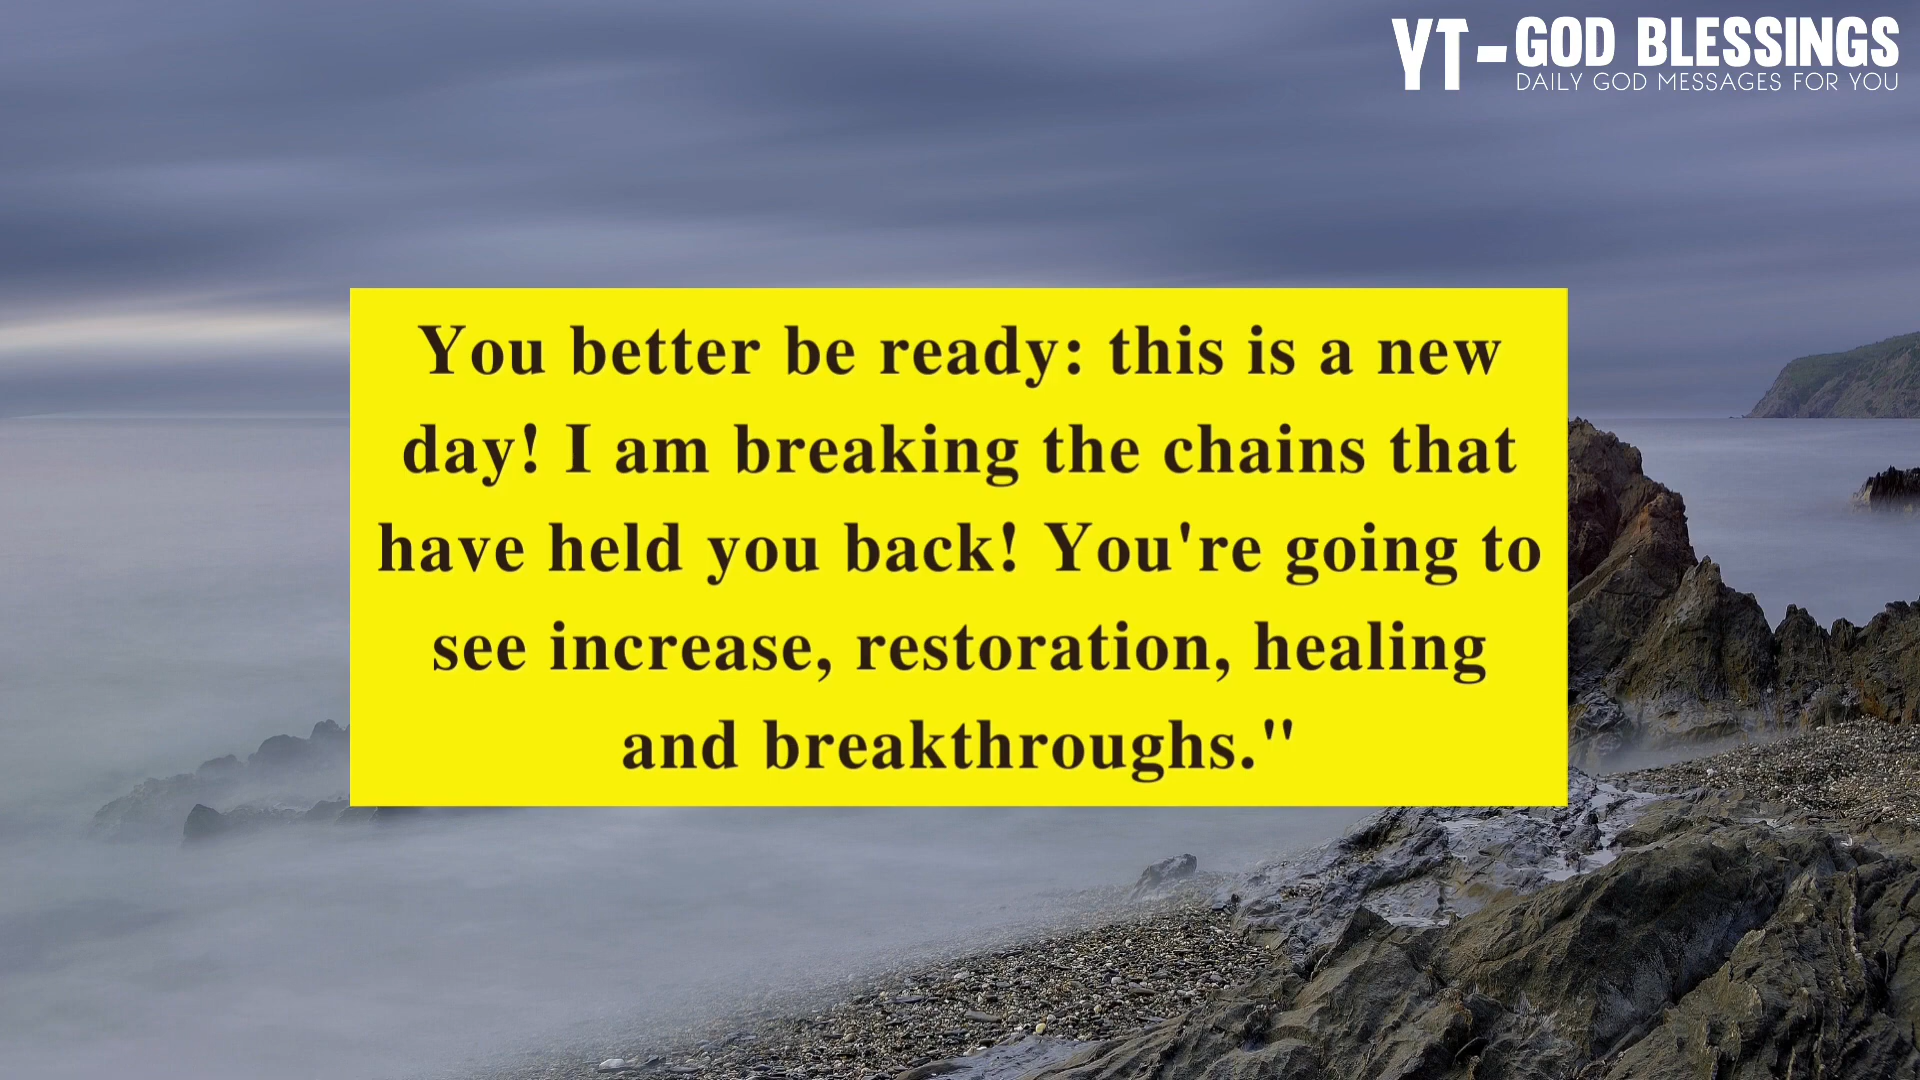 YT-GOD BLESSINGS
DAILY GOD MESSAGES FOR YOU
You better be ready: this is a new
day! I am breaking the chains that
have held you back! You're going to
see increase, restoration, healing
and breakthroughs."